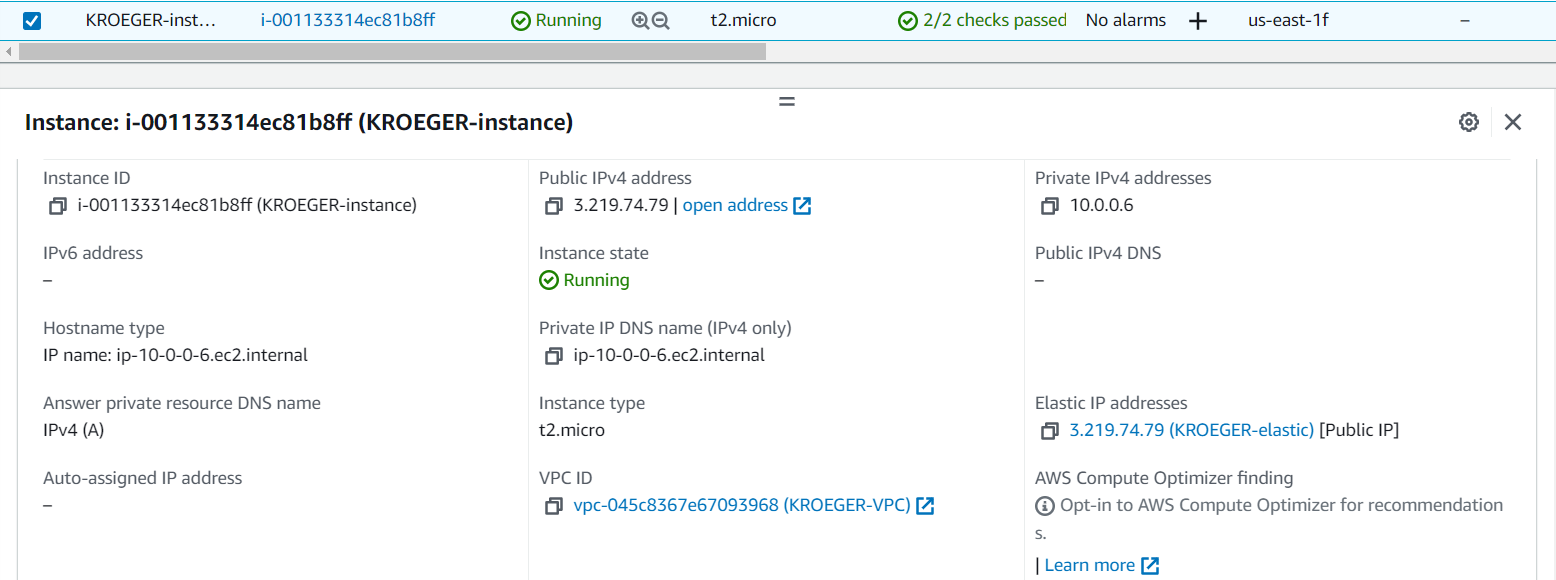 KROEGER-inst... i-001133314ec81b8ff Running t2.micro 2/2 checks passed No alarms + us-east-1f –
Instance: i-001133314ec81b8ff (KROEGER-instance)
Instance ID
i-001133314ec81b8ff (KROEGER-instance)
Public IPv4 address
3.219.74.79 | open address
Private IPv4 addresses
10.0.0.6
IPv6 address
–
Instance state
Running
Public IPv4 DNS
–
Hostname type
IP name: ip-10-0-0-6.ec2.internal
Private IP DNS name (IPv4 only)
ip-10-0-0-6.ec2.internal
Answer private resource DNS name
IPv4 (A)
Instance type
t2.micro
Elastic IP addresses
3.219.74.79 (KROEGER-elastic) [Public IP]
Auto-assigned IP address
–
VPC ID
vpc-045c8367e67093968 (KROEGER-VPC)
AWS Compute Optimizer finding
Opt-in to AWS Compute Optimizer for recommendation
s.
| Learn more